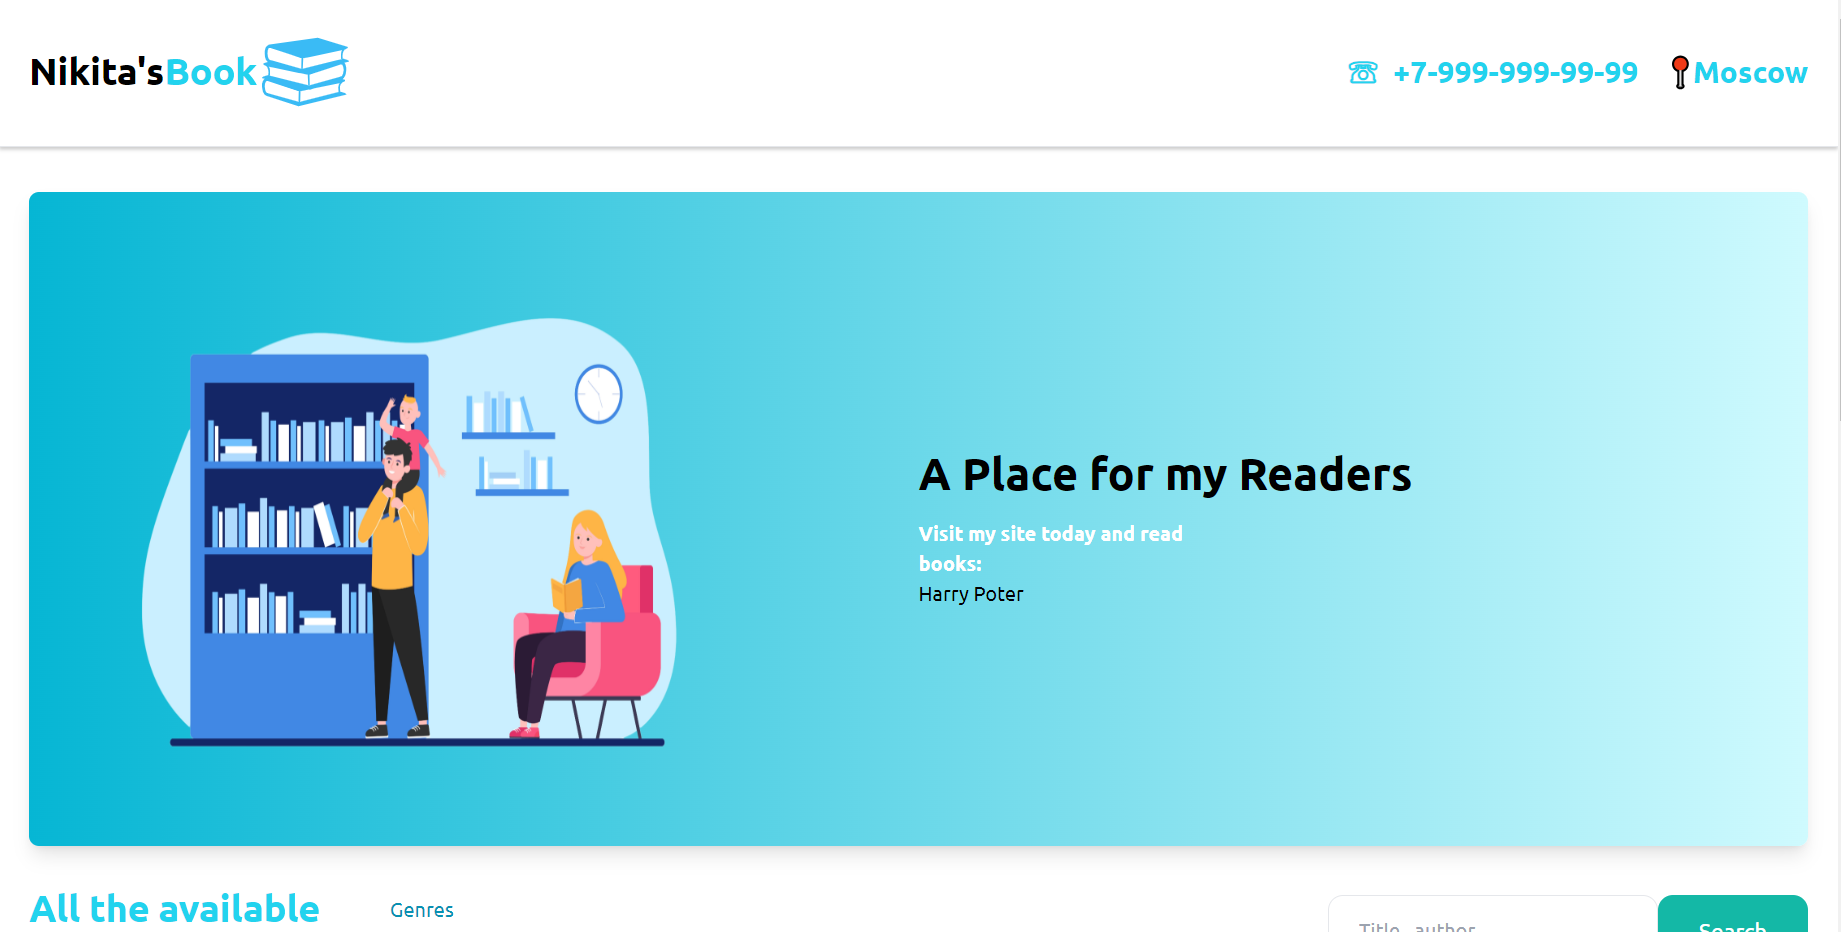 Nikita'sBook
☏ +7-999-999-99-99
Moscow
A Place for my Readers
Visit my site today and read
books:
Harry Poter
All the available
Genres
Title, author
Search